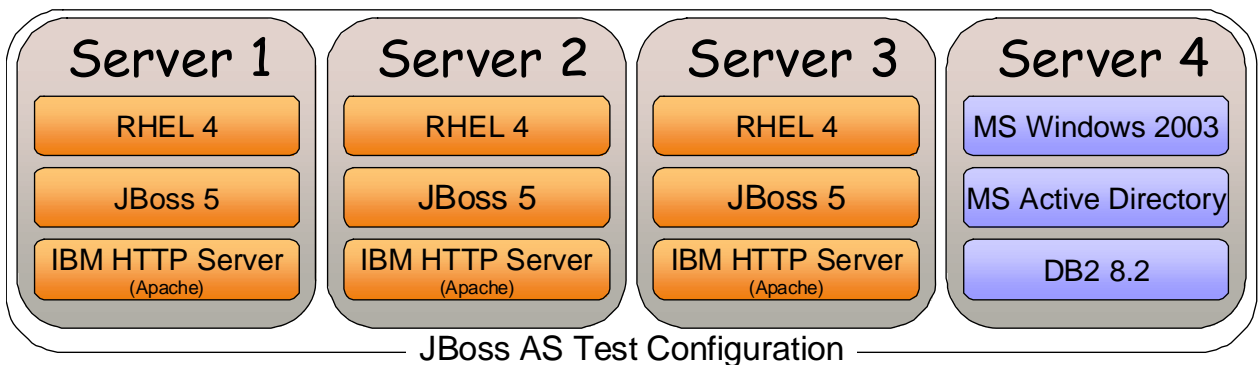 Server 1
RHEL 4
JBoss 5
IBM HTTP Server
(Apache)
Server 2
RHEL 4
JBoss 5
IBM HTTP Server
(Apache)
Server 3
RHEL 4
JBoss 5
IBM HTTP Server
(Apache)
Server 4
MS Windows 2003
MS Active Directory
DB2 8.2
JBoss AS Test Configuration